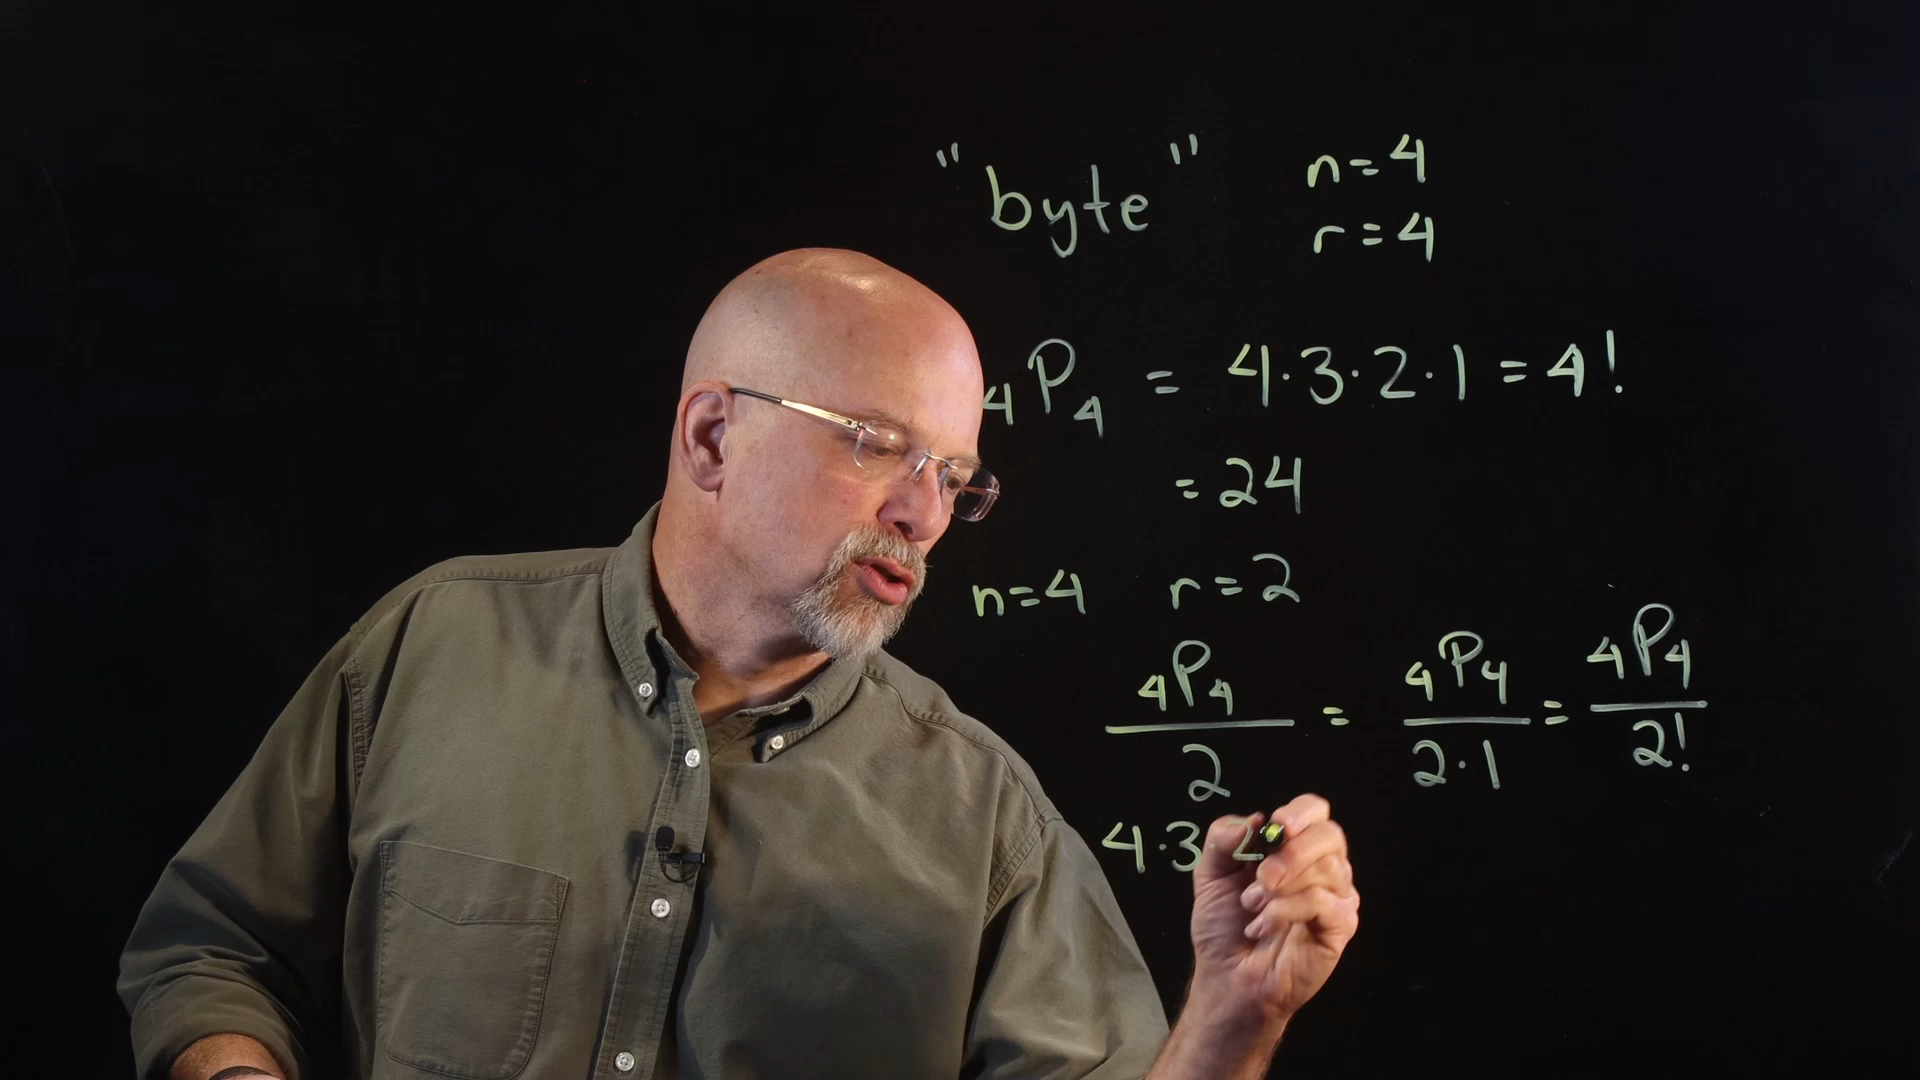 "byte" n=4
r=4
₄P₄ = 4·3·2·1 = 4!
= 24
n=4 r=2
₄P₄/2 = ₄P₄/2·1 = ₄P₄/2!
4·3 2